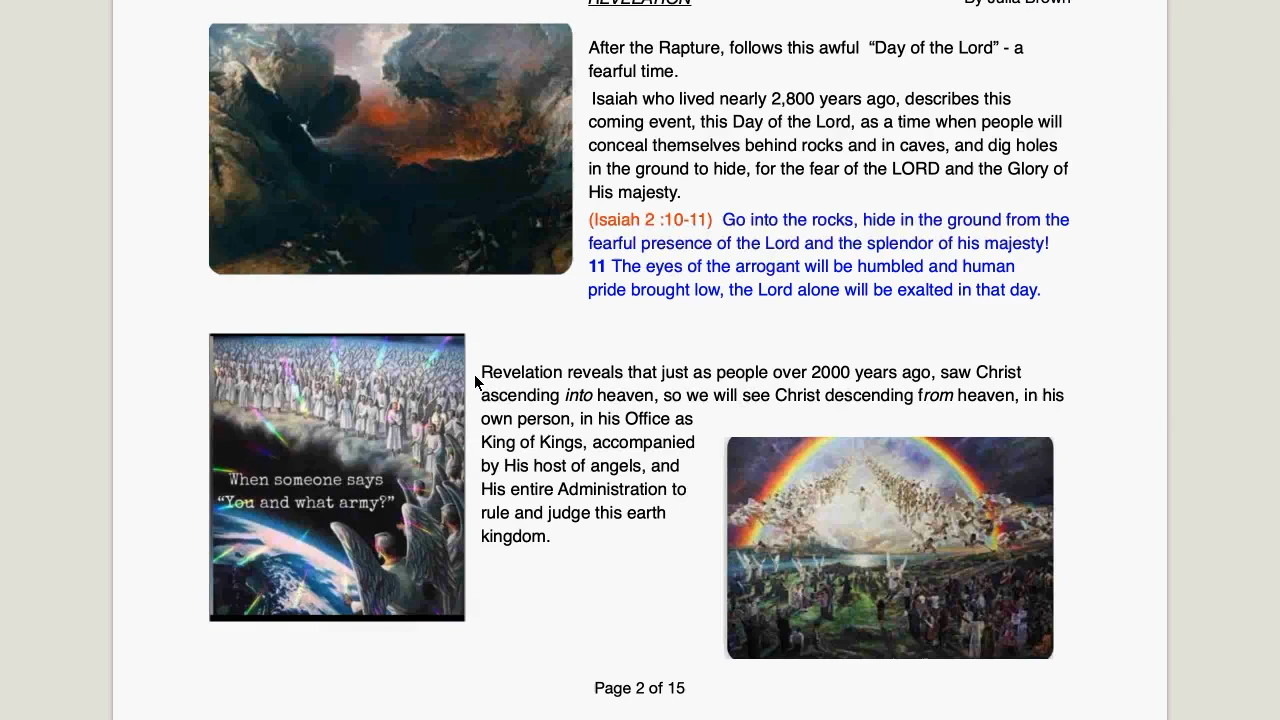 REVELATION By Julia Brown
After the Rapture, follows this awful “Day of the Lord” - a
fearful time.
Isaiah who lived nearly 2,800 years ago, describes this
coming event, this Day of the Lord, as a time when people will
conceal themselves behind rocks and in caves, and dig holes
in the ground to hide, for the fear of the LORD and the Glory of
His majesty.
(Isaiah 2 :10-11) Go into the rocks, hide in the ground from the
fearful presence of the Lord and the splendor of his majesty!
11 The eyes of the arrogant will be humbled and human
pride brought low, the Lord alone will be exalted in that day.
When someone says
“You and what army?”
Revelation reveals that just as people over 2000 years ago, saw Christ
ascending into heaven, so we will see Christ descending from heaven, in his
own person, in his Office as
King of Kings, accompanied
by His host of angels, and
His entire Administration to
rule and judge this earth
kingdom.
Page 2 of 15